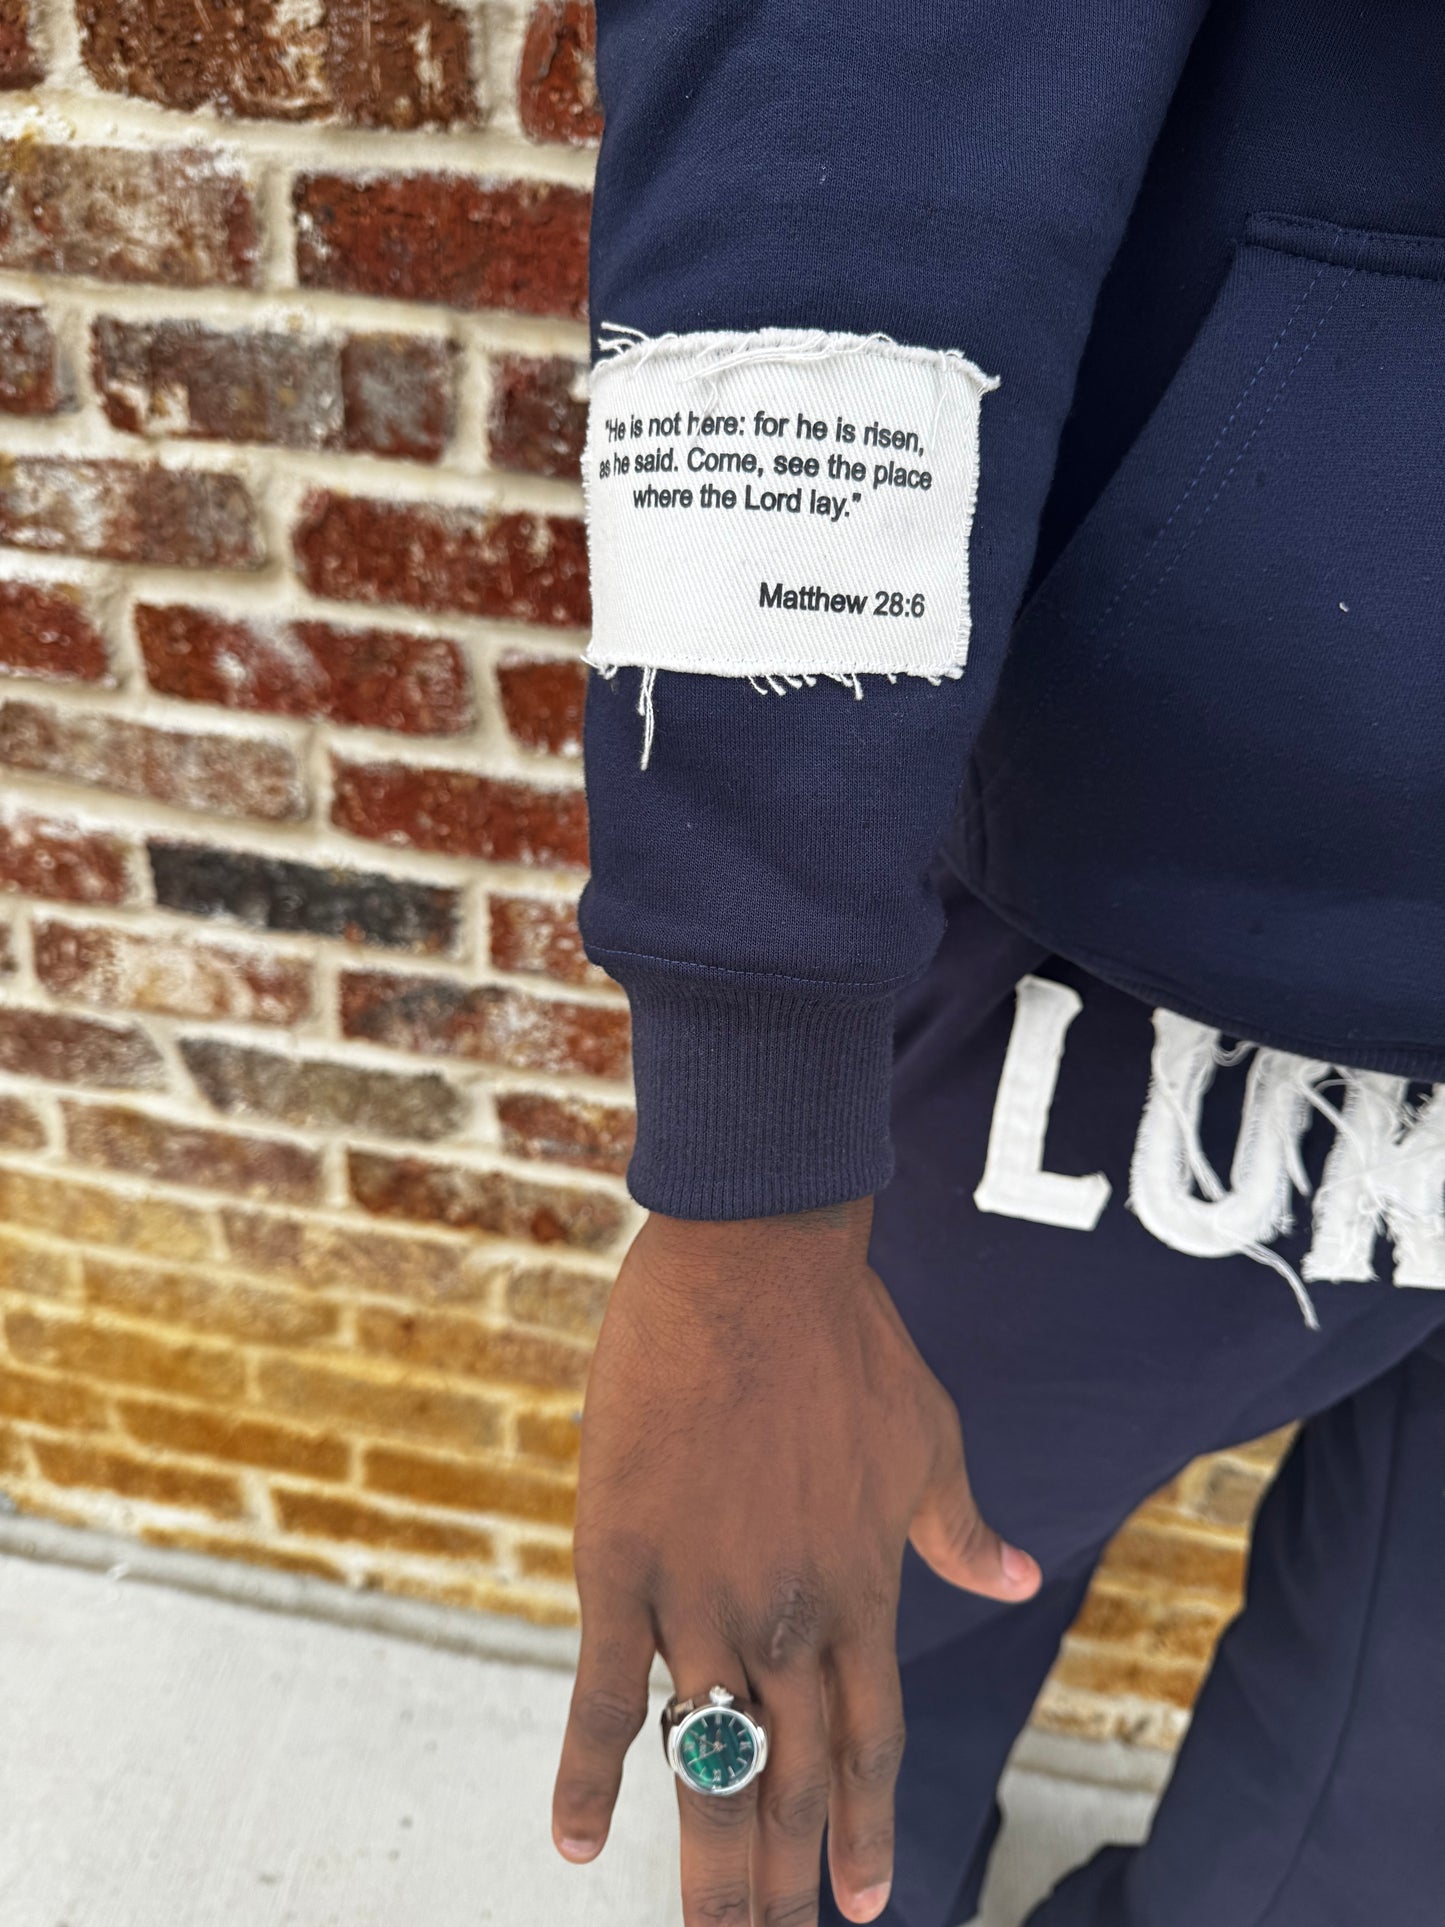 "He is not here: for he is risen,
as he said. Come, see the place
where the Lord lay."
Matthew 28:6